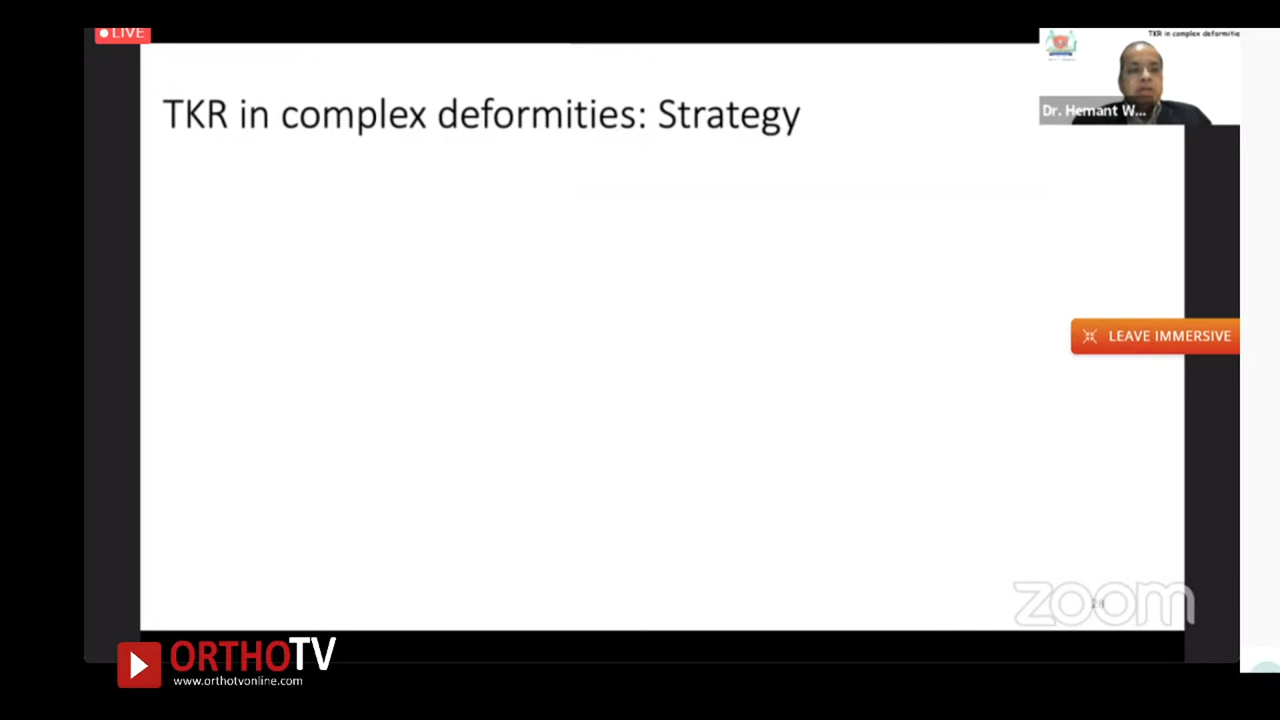 LIVE
TKR in complex deformitie
TKR in complex deformities: Strategy
Dr. Hemant W...
LEAVE IMMERSIVE
zoom
ORTHOTV
www.orthotvonline.com